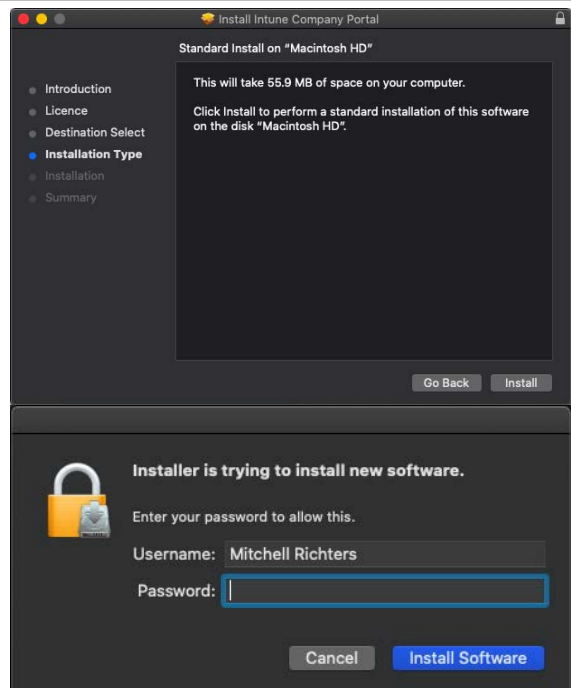 Install Intune Company Portal
Standard Install on “Macintosh HD”
Introduction
Licence
Destination Select
Installation Type
Installation
Summary
This will take 55.9 MB of space on your computer.
Click Install to perform a standard installation of this software
on the disk “Macintosh HD”.
Go Back
Install
Installer is trying to install new software.
Enter your password to allow this.
Username: Mitchell Richters
Password:
Cancel
Install Software